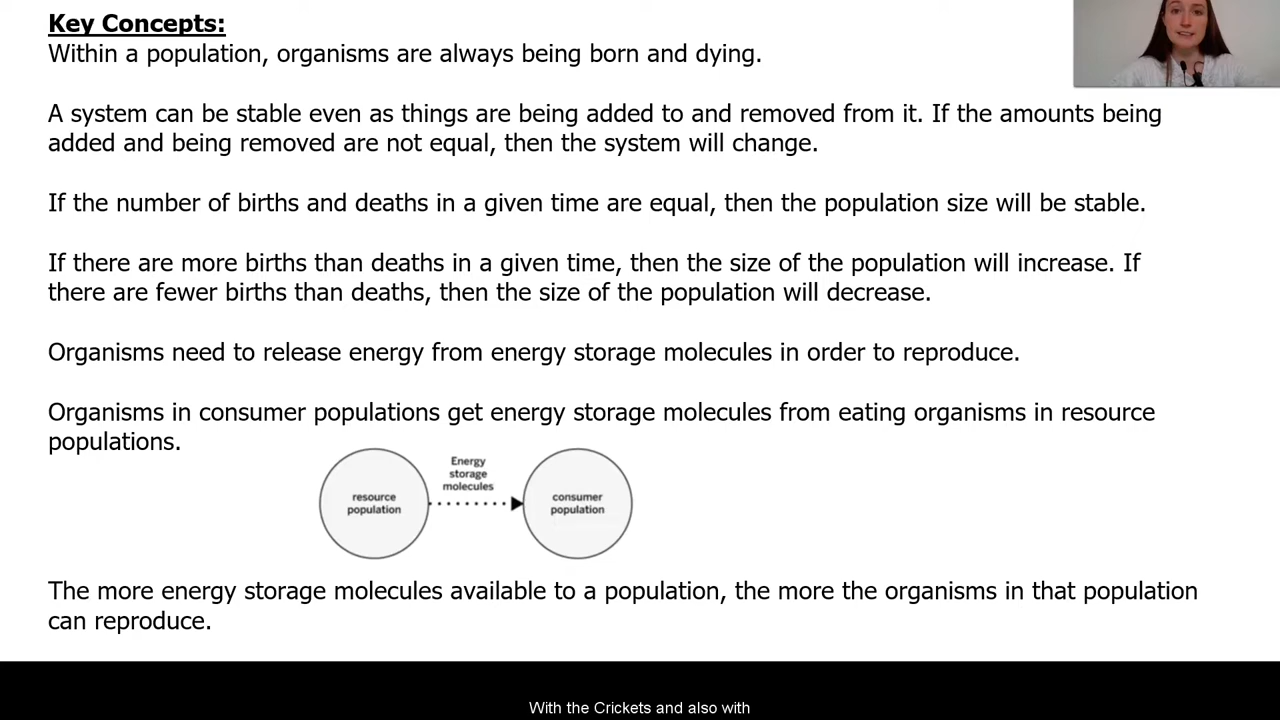 Key Concepts:
Within a population, organisms are always being born and dying.
A system can be stable even as things are being added to and removed from it. If the amounts being
added and being removed are not equal, then the system will change.
If the number of births and deaths in a given time are equal, then the population size will be stable.
If there are more births than deaths in a given time, then the size of the population will increase. If
there are fewer births than deaths, then the size of the population will decrease.
Organisms need to release energy from energy storage molecules in order to reproduce.
Organisms in consumer populations get energy storage molecules from eating organisms in resource
populations.
resource
population
Energy
storage
molecules
consumer
population
The more energy storage molecules available to a population, the more the organisms in that population
can reproduce.
With the Crickets and also with